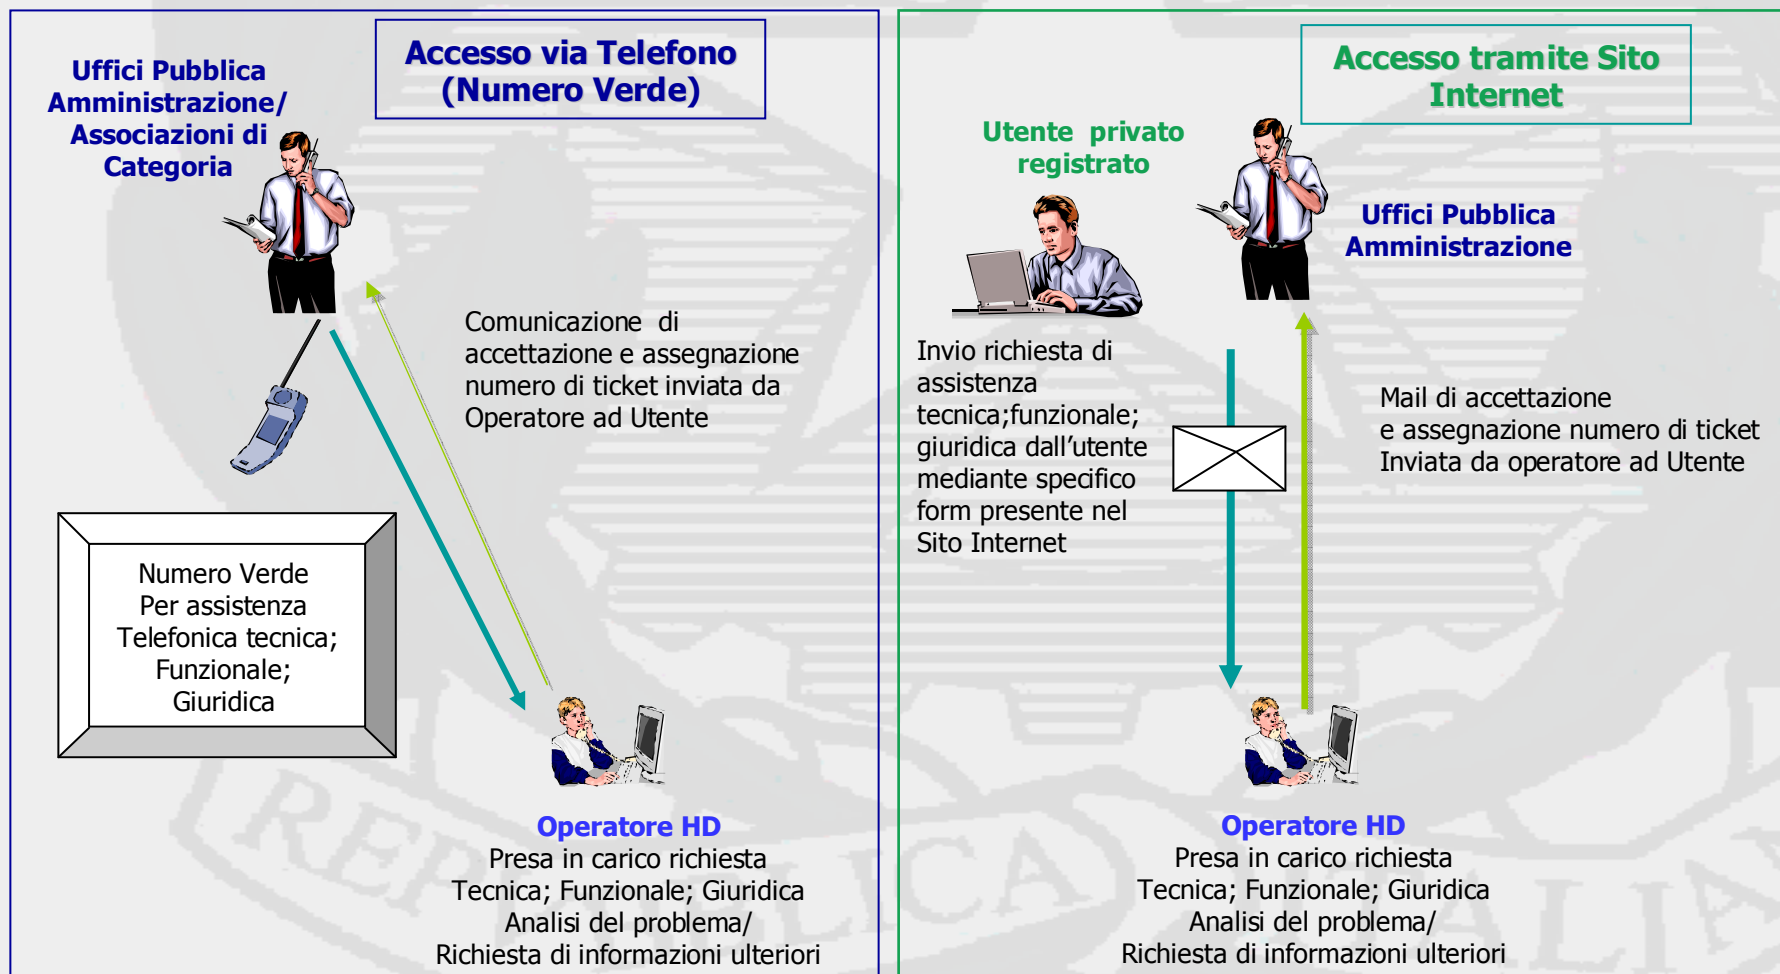 Accesso via Telefono
(Numero Verde)
Uffici Pubblica
Amministrazione/
Associazioni di
Categoria
Comunicazione di
accettazione e assegnazione
numero di ticket inviata da
Operatore ad Utente
Numero Verde
Per assistenza
Telefonica tecnica;
Funzionale;
Giuridica
Operatore HD
Presa in carico richiesta
Tecnica; Funzionale; Giuridica
Analisi del problema/
Richiesta di informazioni ulteriori
Accesso tramite Sito
Internet
Utente privato
registrato
Uffici Pubblica
Amministrazione
Invio richiesta di
assistenza
tecnica;funzionale;
giuridica dall’utente
mediante specifico
form presente nel
Sito Internet
Mail di accettazione
e assegnazione numero di ticket
Inviata da operatore ad Utente
Operatore HD
Presa in carico richiesta
Tecnica; Funzionale; Giuridica
Analisi del problema/
Richiesta di informazioni ulteriori